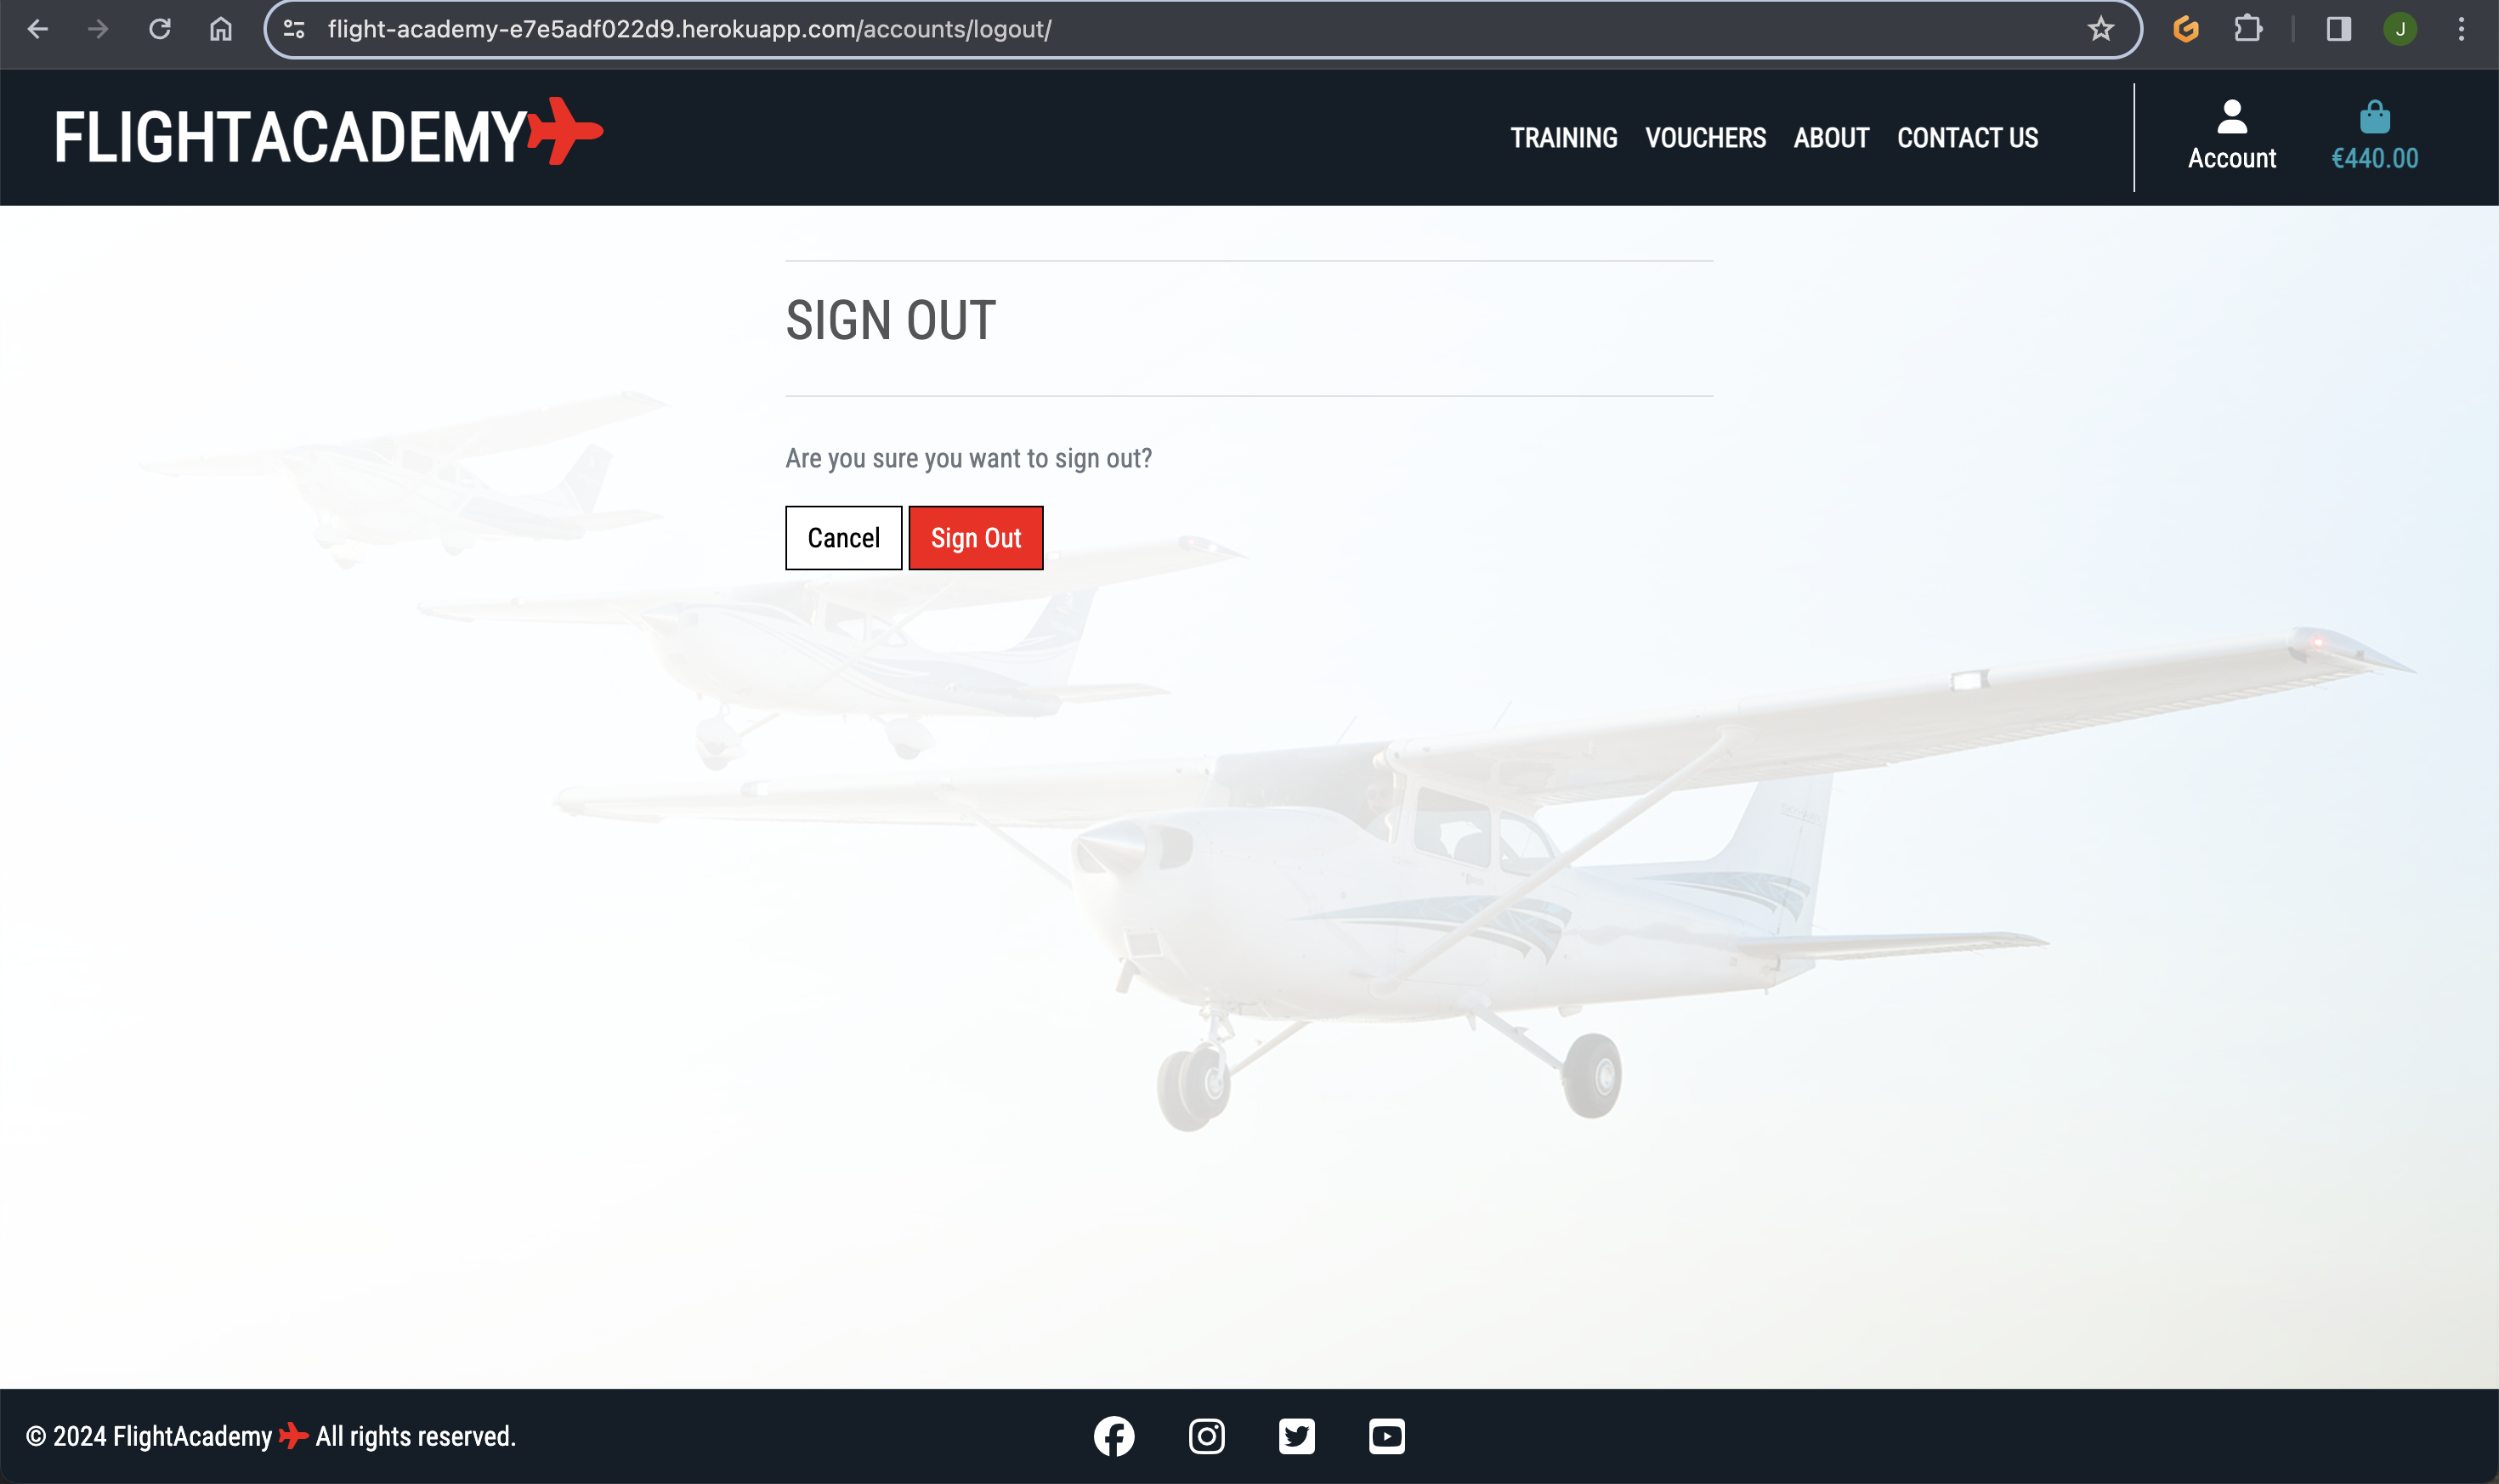 flight-academy-e7e5adf022d9.herokuapp.com/accounts/logout/
J
FLIGHTACADEMY
TRAINING VOUCHERS ABOUT CONTACT US
Account
€440.00
SIGN OUT
Are you sure you want to sign out?
Cancel Sign Out
© 2024 FlightAcademy All rights reserved.